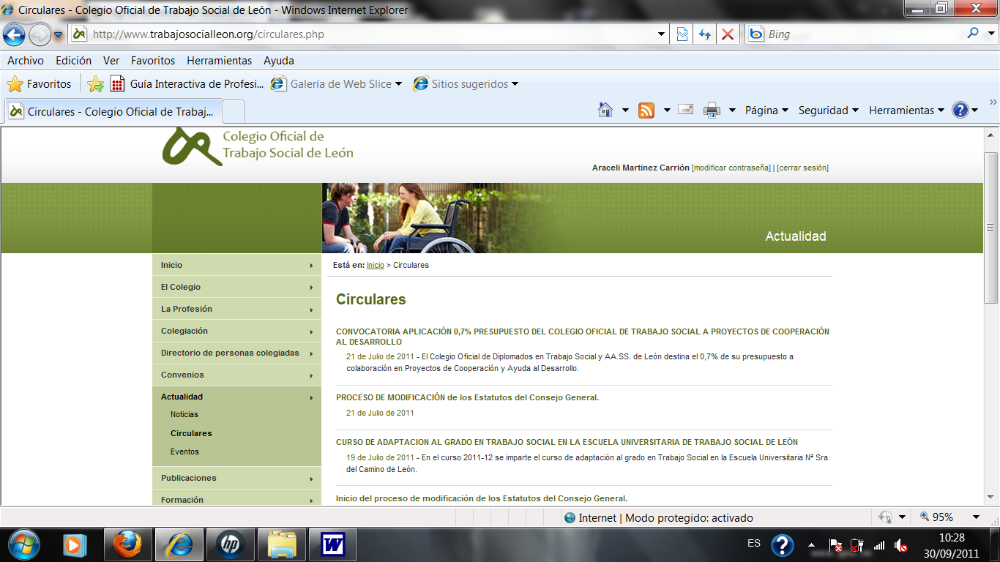 Circulares - Colegio Oficial de Trabajo Social de León - Windows Internet Explorer
http://www.trabajosocialleon.org/circulares.php
Bing
Archivo Edición Ver Favoritos Herramientas Ayuda
Favoritos Guía Interactiva de Profesi... Galería de Web Slice Sitios sugeridos
Circulares - Colegio Oficial de Trabaj... Página Seguridad Herramientas
Colegio Oficial de
Trabajo Social de León
Araceli Martinez Carrión [modificar contraseña] | [cerrar sesión]
Actualidad
Inicio
El Colegio
La Profesión
Colegiación
Directorio de personas colegiadas
Convenios
Actualidad
Noticias
Circulares
Eventos
Publicaciones
Formación
Está en: Inicio > Circulares
Circulares
CONVOCATORIA APLICACIÓN 0,7% PRESUPUESTO DEL COLEGIO OFICIAL DE TRABAJO SOCIAL A PROYECTOS DE COOPERACIÓN
AL DESARROLLO
21 de Julio de 2011 - El Colegio Oficial de Diplomados en Trabajo Social y AA.SS. de León destina el 0,7% de su presupuesto a
colaboración en Proyectos de Cooperación y Ayuda al Desarrollo.
PROCESO DE MODIFICACIÓN de los Estatutos del Consejo General.
21 de Julio de 2011
CURSO DE ADAPTACION AL GRADO EN TRABAJO SOCIAL EN LA ESCUELA UNIVERSITARIA DE TRABAJO SOCIAL DE LEÓN
19 de Julio de 2011 - En el curso 2011-12 se imparte el curso de adaptación al grado en Trabajo Social en la Escuela Universitaria Nª Sra.
del Camino de León.
Inicio del proceso de modificación de los Estatutos del Consejo General.
Internet | Modo protegido: activado
95%
ES
10:28
30/09/2011